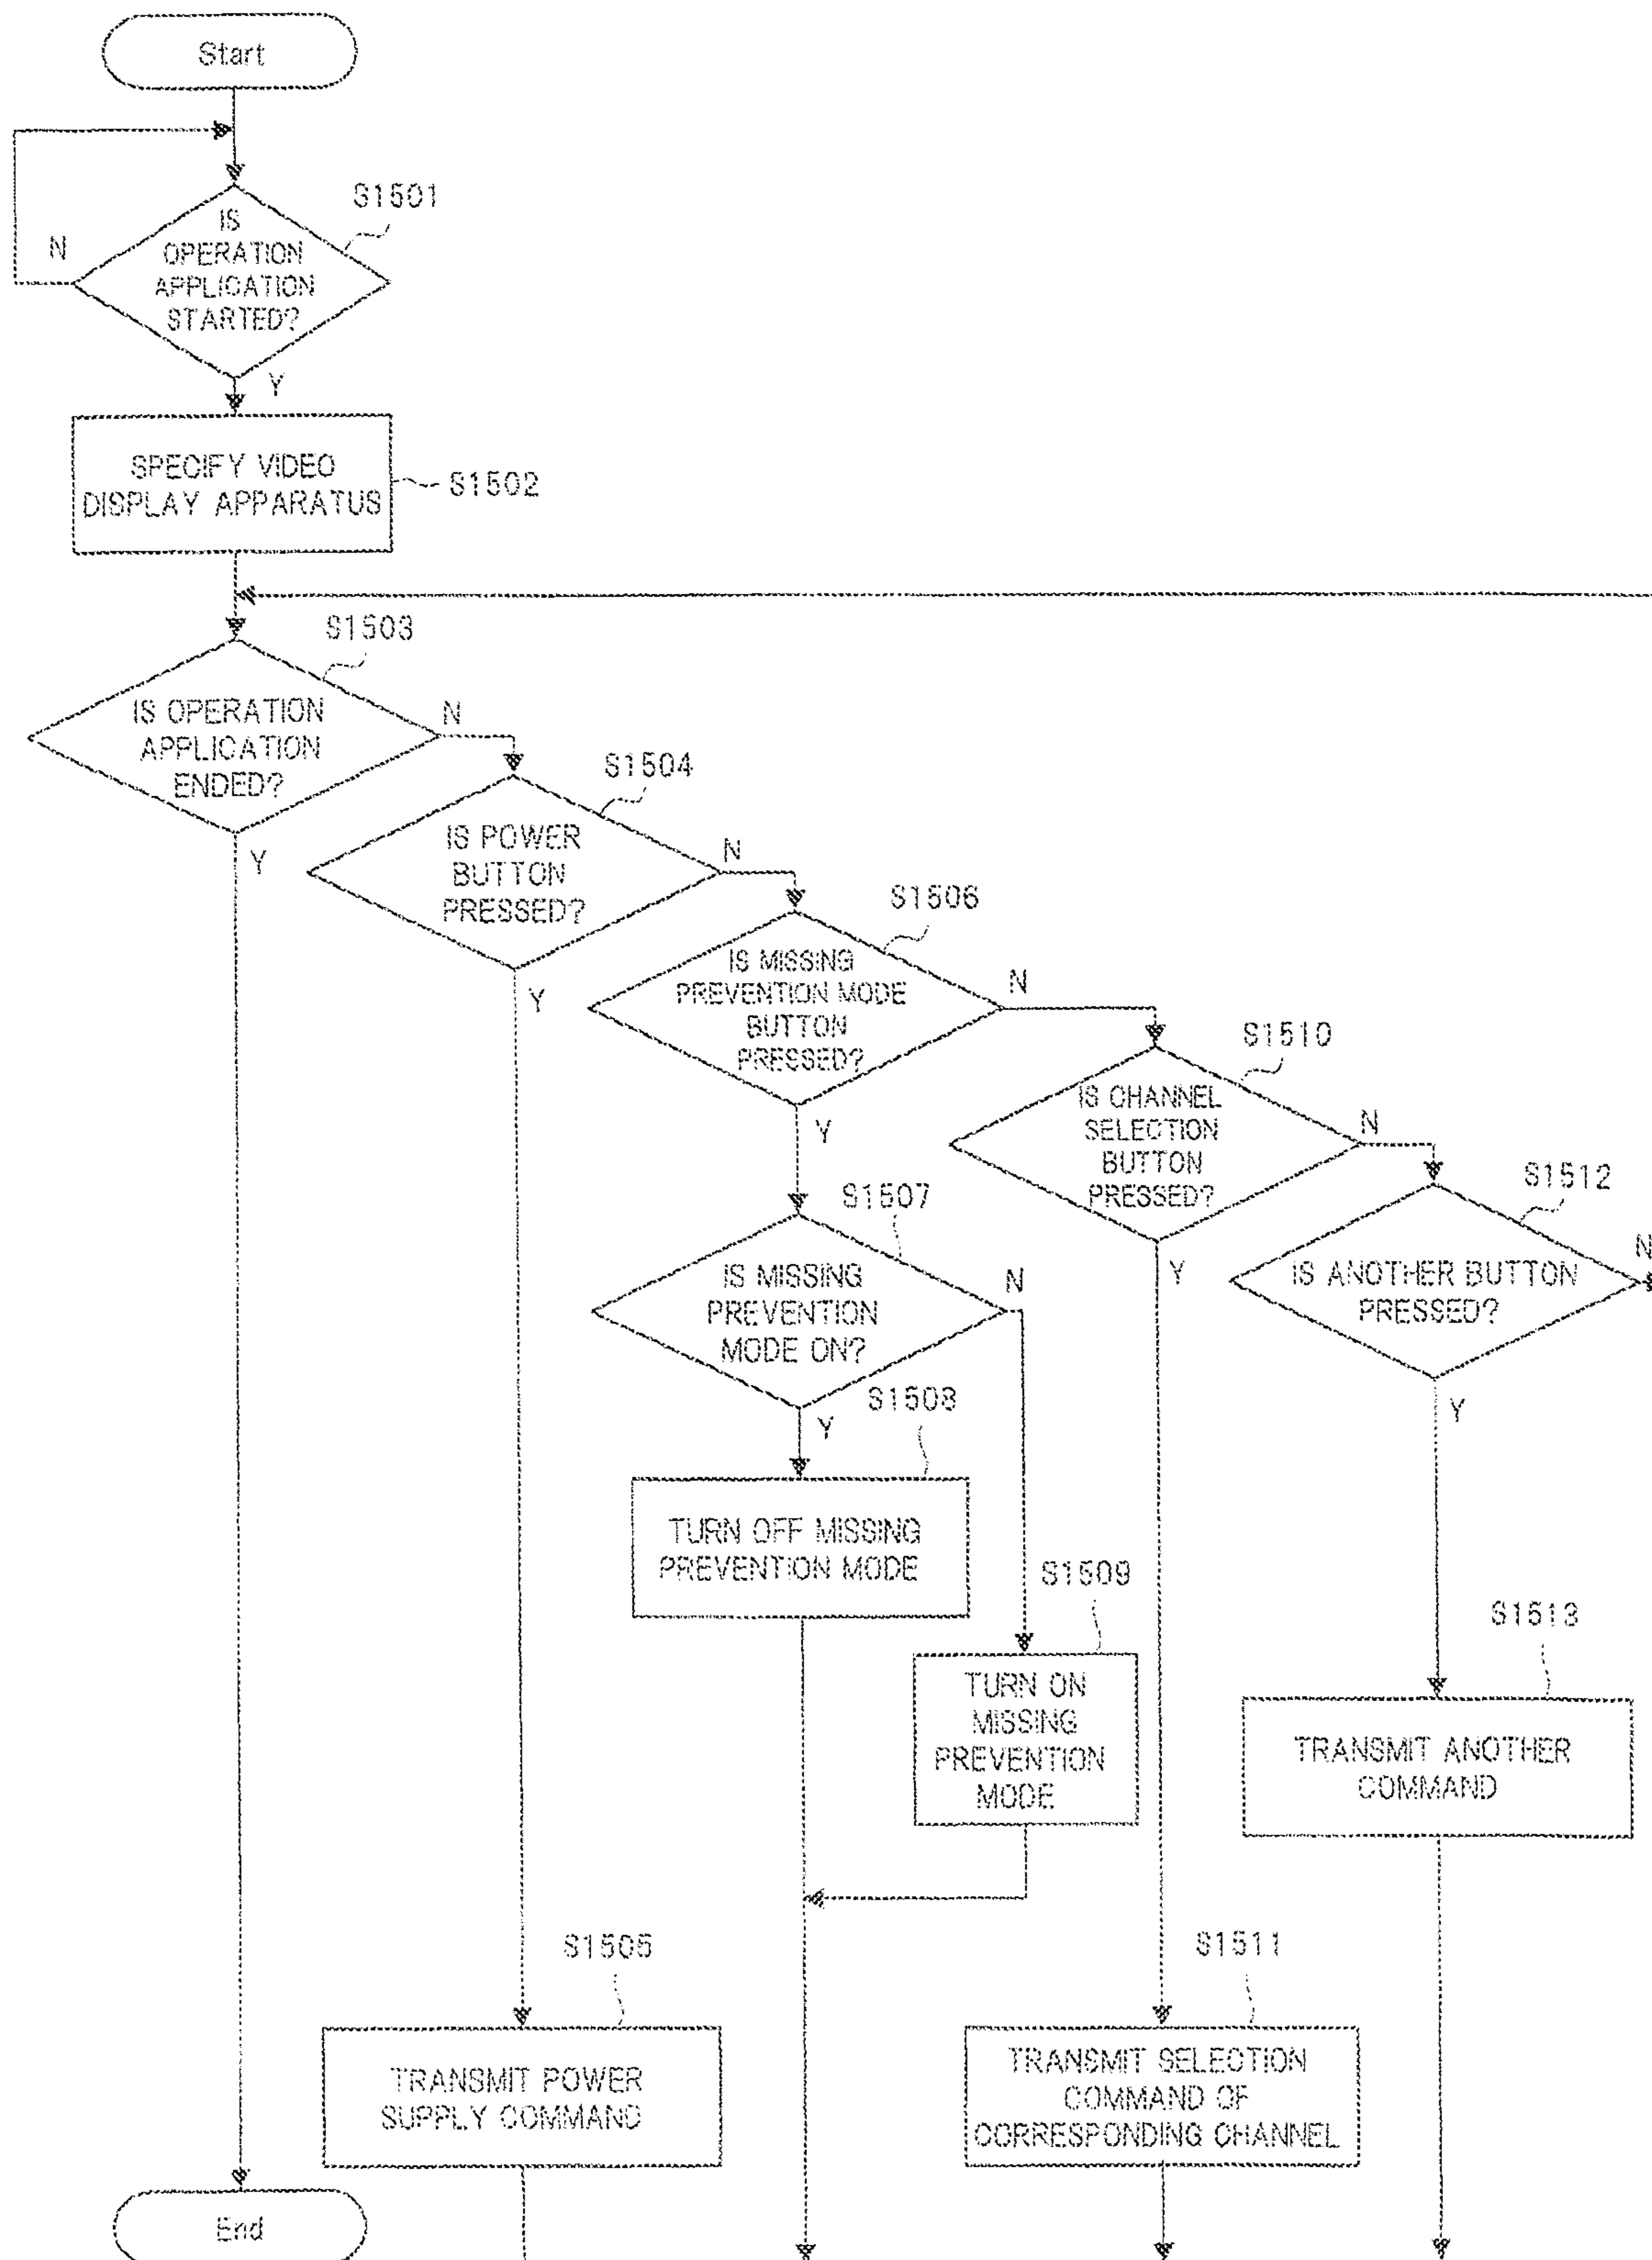 Start
S1501
IS
OPERATION
APPLICATION
STARTED?
N
Y
SPECIFY VIDEO
DISPLAY APPARATUS
S1502
S1503
IS OPERATION
APPLICATION
ENDED?
N
Y
S1504
IS POWER
BUTTON
PRESSED?
N
Y
S1506
IS MISSING
PREVENTION MODE
BUTTON
PRESSED?
N
Y
S1510
IS CHANNEL
SELECTION
BUTTON
PRESSED?
N
Y
S1512
IS ANOTHER BUTTON
PRESSED?
N
Y
S1507
IS MISSING
PREVENTION
MODE ON?
N
Y
S1508
TURN OFF MISSING
PREVENTION MODE
S1509
TURN ON
MISSING
PREVENTION
MODE
S1513
TRANSMIT ANOTHER
COMMAND
S1505
TRANSMIT POWER
SUPPLY COMMAND
S1511
TRANSMIT SELECTION
COMMAND OF
CORRESPONDING CHANNEL
End